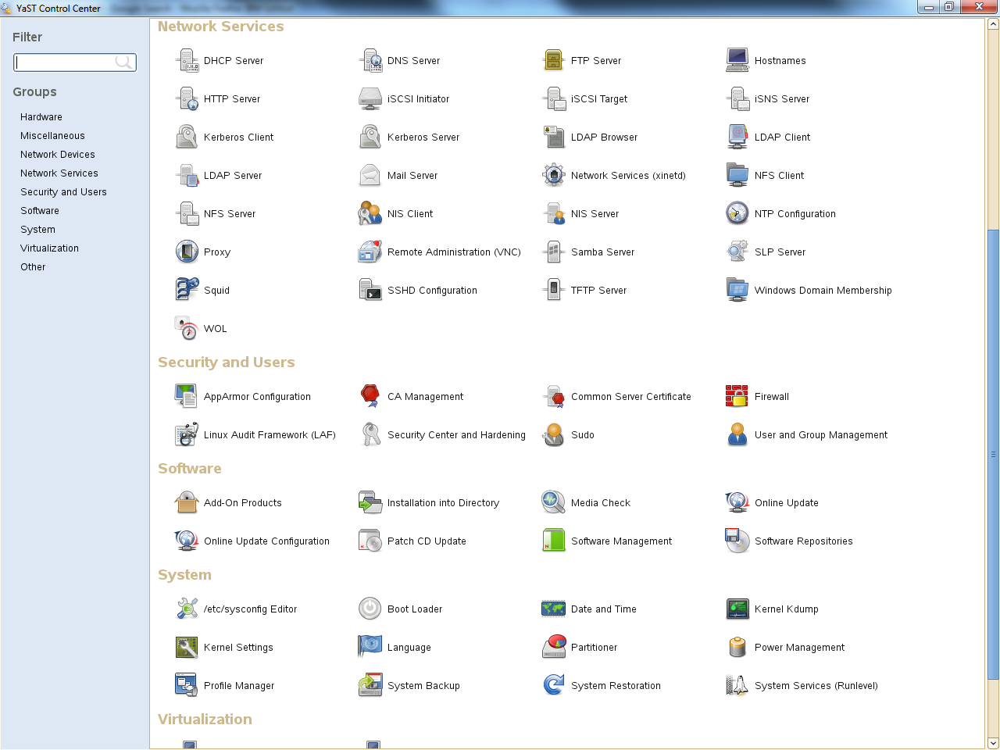 YaST Control Center
Filter
Groups
Hardware
Miscellaneous
Network Devices
Network Services
Security and Users
Software
System
Virtualization
Other
Network Services
DHCP Server
DNS Server
FTP Server
Hostnames
HTTP Server
iSCSI Initiator
iSCSI Target
iSNS Server
Kerberos Client
Kerberos Server
LDAP Browser
LDAP Client
LDAP Server
Mail Server
Network Services (xinetd)
NFS Client
NFS Server
NIS Client
NIS Server
NTP Configuration
Proxy
Remote Administration (VNC)
Samba Server
SLP Server
Squid
SSHD Configuration
TFTP Server
Windows Domain Membership
WOL
Security and Users
AppArmor Configuration
CA Management
Common Server Certificate
Firewall
Linux Audit Framework (LAF)
Security Center and Hardening
Sudo
User and Group Management
Software
Add-On Products
Installation into Directory
Media Check
Online Update
Online Update Configuration
Patch CD Update
Software Management
Software Repositories
System
/etc/sysconfig Editor
Boot Loader
Date and Time
Kernel Kdump
Kernel Settings
Language
Partitioner
Power Management
Profile Manager
System Backup
System Restoration
System Services (Runlevel)
Virtualization